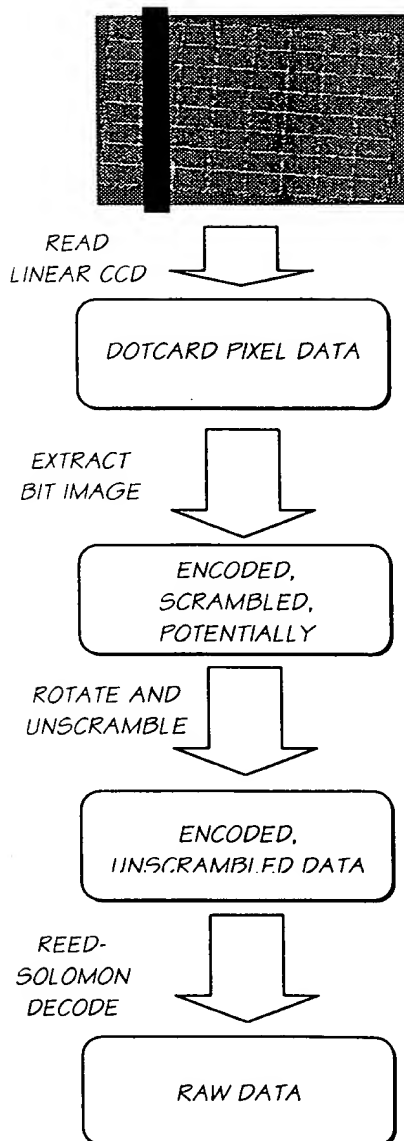 READ
LINEAR CCD
DOTCARD PIXEL DATA
EXTRACT
BIT IMAGE
ENCODED,
SCRAMBLED,
POTENTIALLY
ROTATE AND
UNSCRAMBLE
ENCODED,
UNSCRAMBLED DATA
REED-
SOLOMON
DECODE
RAW DATA